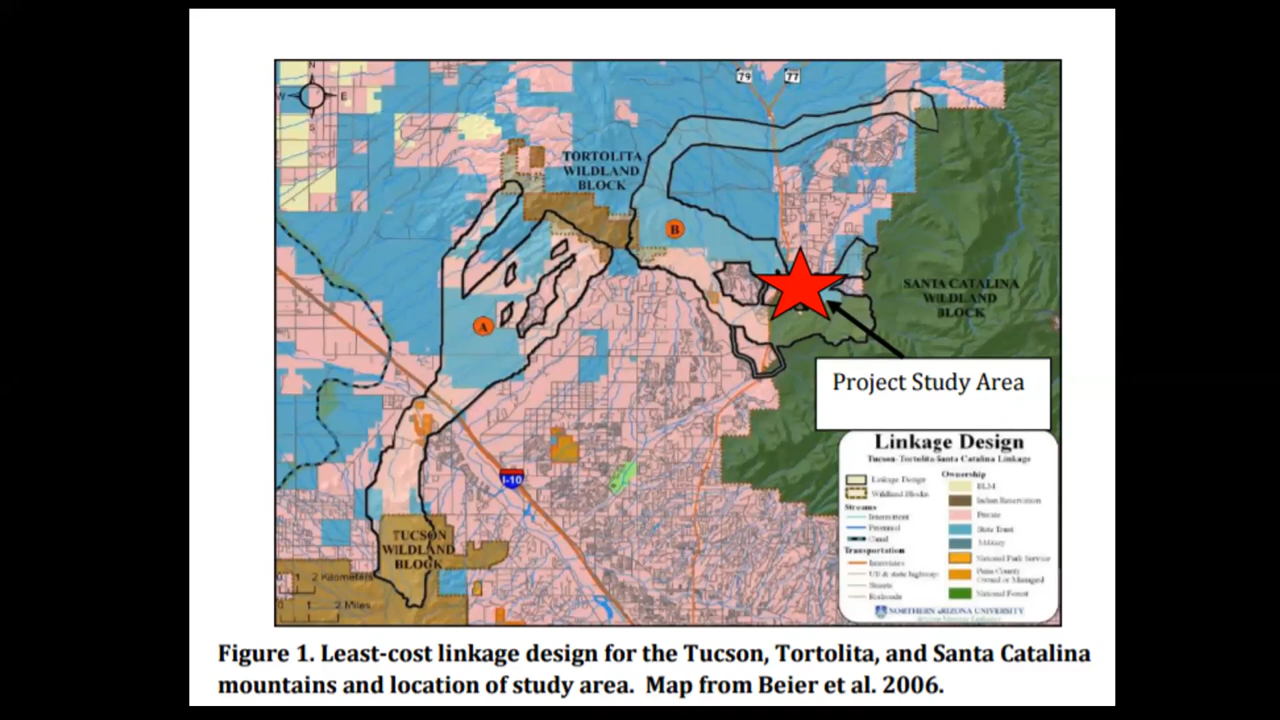 N
W
E
S
79
77
TORTOLITA
WILDLAND
BLOCK
B
SANTA CATALINA
WILDLAND
BLOCK
A
Project Study Area
I-10
TUCSON
WILDLAND
BLOCK
0 1 2 Kilometers
0 1 2 Miles
Linkage Design
Tucson-Tortolita-Santa Catalina Linkage
Linkage Design
Wildland Blocks
Streams
Intermittent
Perennial
Canal
Transportation
Interstates
US & state highways
Streets
Railroads
Ownership
BLM
Indian Reservation
Private
State Trust
Military
National Park Service
Pima County
Owned or Managed
National Forest
NORTHERN ARIZONA UNIVERSITY
Figure 1. Least-cost linkage design for the Tucson, Tortolita, and Santa Catalina
mountains and location of study area. Map from Beier et al. 2006.